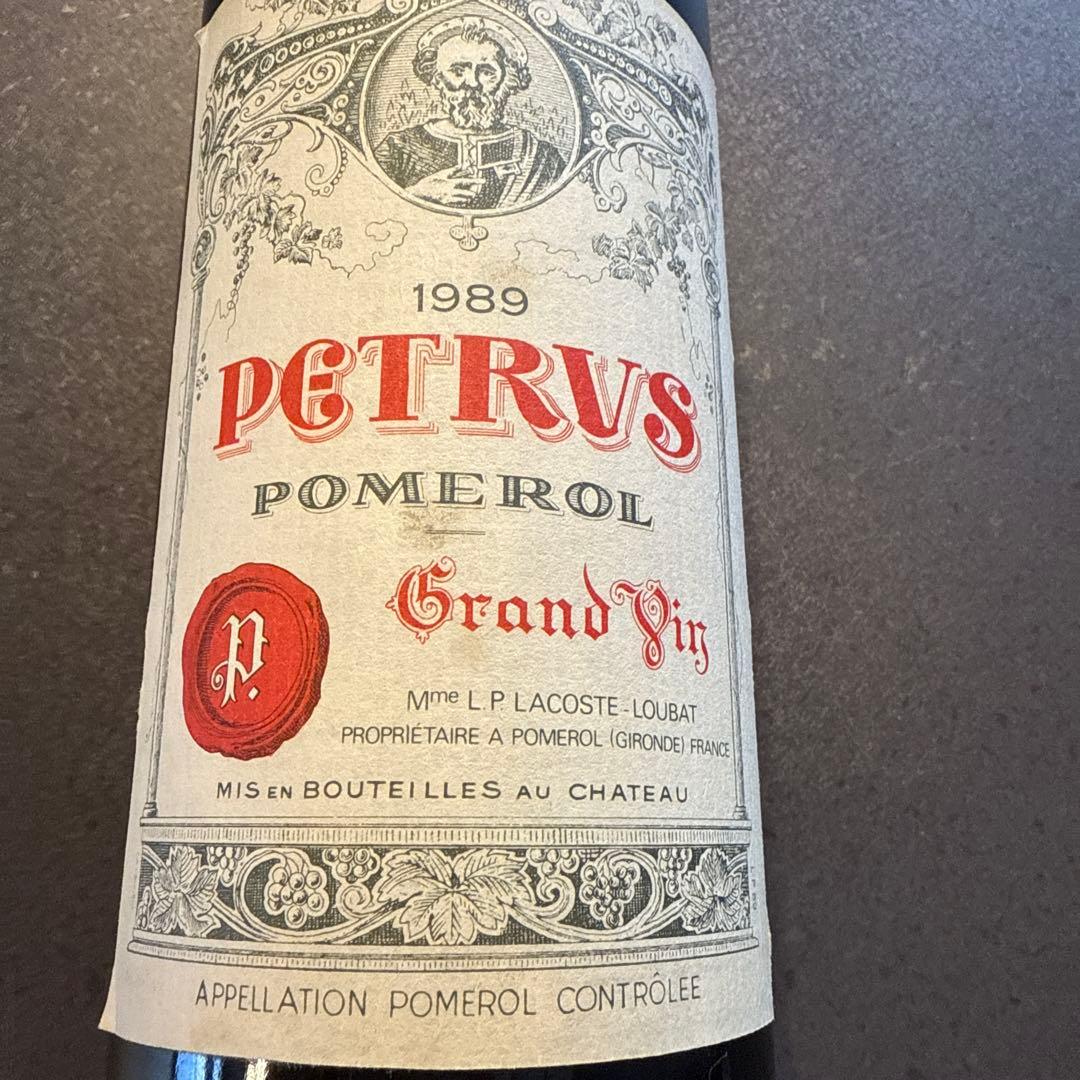 1989
PETRVS
POMEROL
Grand Vin
P.
Mme L.P. LACOSTE-LOUBAT
PROPRIÉTAIRE A POMEROL (GIRONDE) FRANCE
MIS EN BOUTEILLES AU CHATEAU
APPELLATION POMEROL CONTRÔLEE